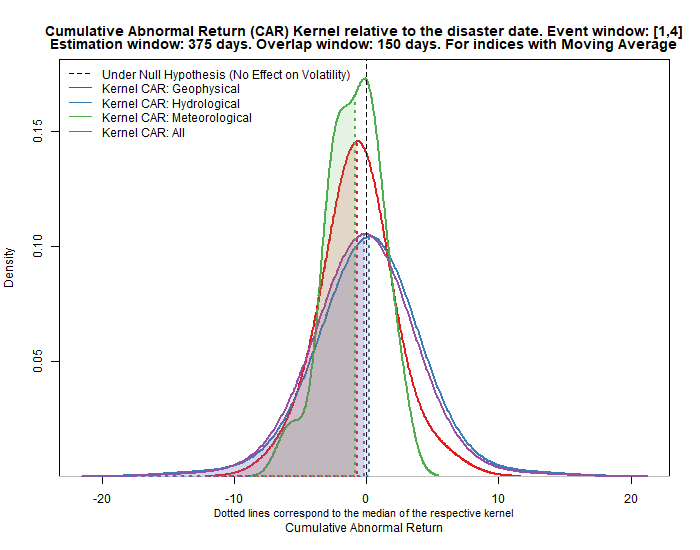 Cumulative Abnormal Return (CAR) Kernel relative to the disaster date. Event window: [1,4]
Estimation window: 375 days. Overlap window: 150 days. For indices with Moving Average
Under Null Hypothesis (No Effect on Volatility)
Kernel CAR: Geophysical
Kernel CAR: Hydrological
Kernel CAR: Meteorological
Kernel CAR: All
0.15
0.10
0.05
Density
-20
-10
0
10
20
Dotted lines correspond to the median of the respective kernel
Cumulative Abnormal Return